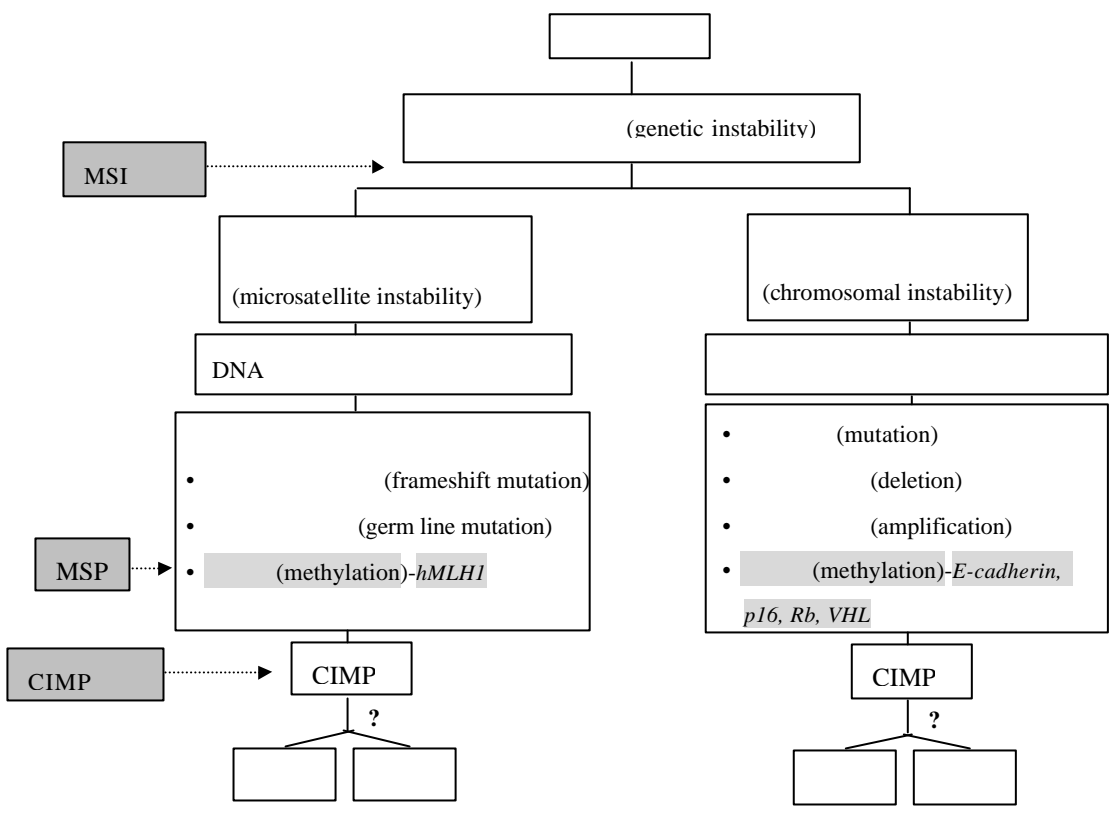 (genetic instability)
MSI
(microsatellite instability)
(chromosomal instability)
DNA
• (mutation)
• (deletion)
• (amplification)
• (methylation)-E-cadherin,
p16, Rb, VHL
• (frameshift mutation)
• (germ line mutation)
• (methylation)-hMLH1
MSP
CIMP
CIMP
CIMP
?
?